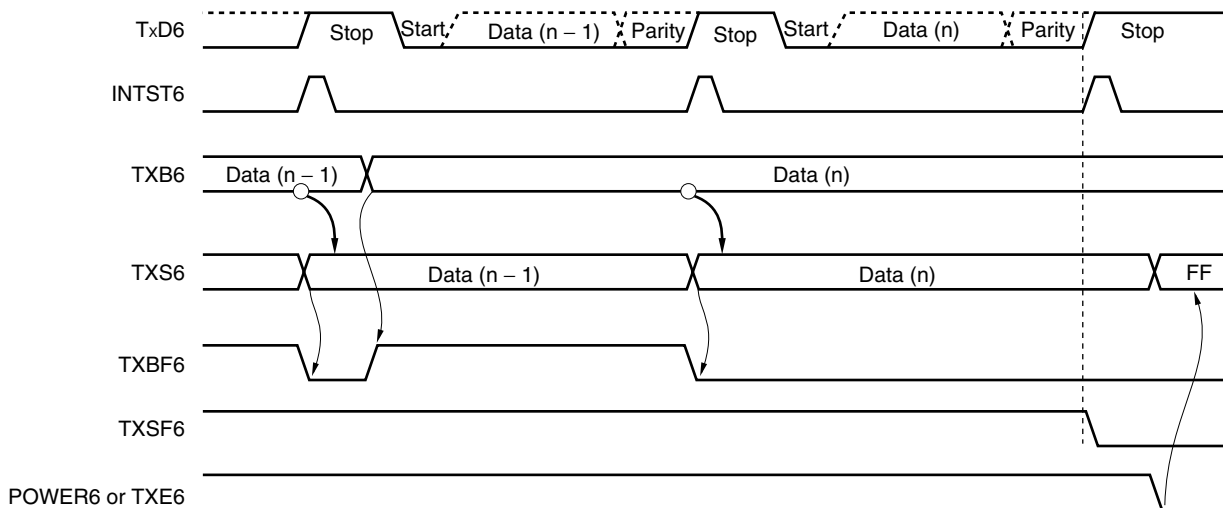 TxD6 Stop Start Data (n – 1) Parity Stop Start Data (n) Parity Stop
INTST6
TXB6 Data (n – 1) Data (n)
TXS6 Data (n – 1) Data (n) FF
TXBF6
TXSF6
POWER6 or TXE6